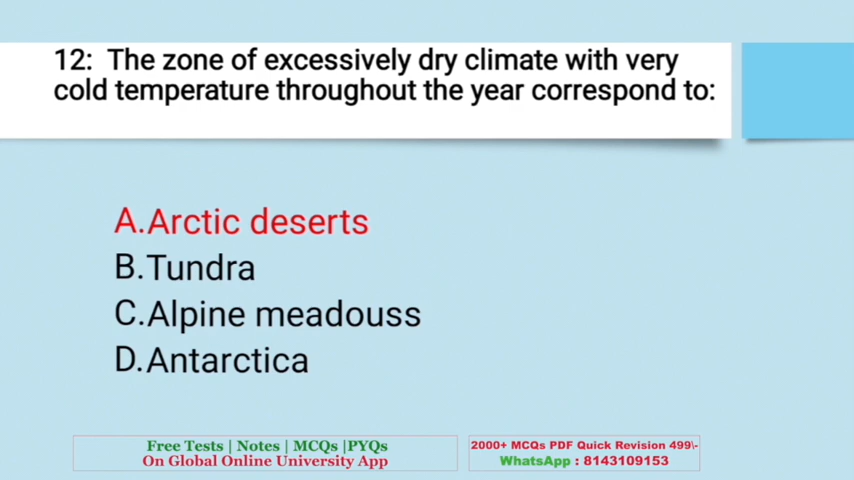 12: The zone of excessively dry climate with very
cold temperature throughout the year correspond to:
A.Arctic deserts
B.Tundra
C.Alpine meadouss
D.Antarctica
Free Tests | Notes | MCQs |PYQs
On Global Online University App
2000+ MCQs PDF Quick Revision 499\-
WhatsApp : 8143109153